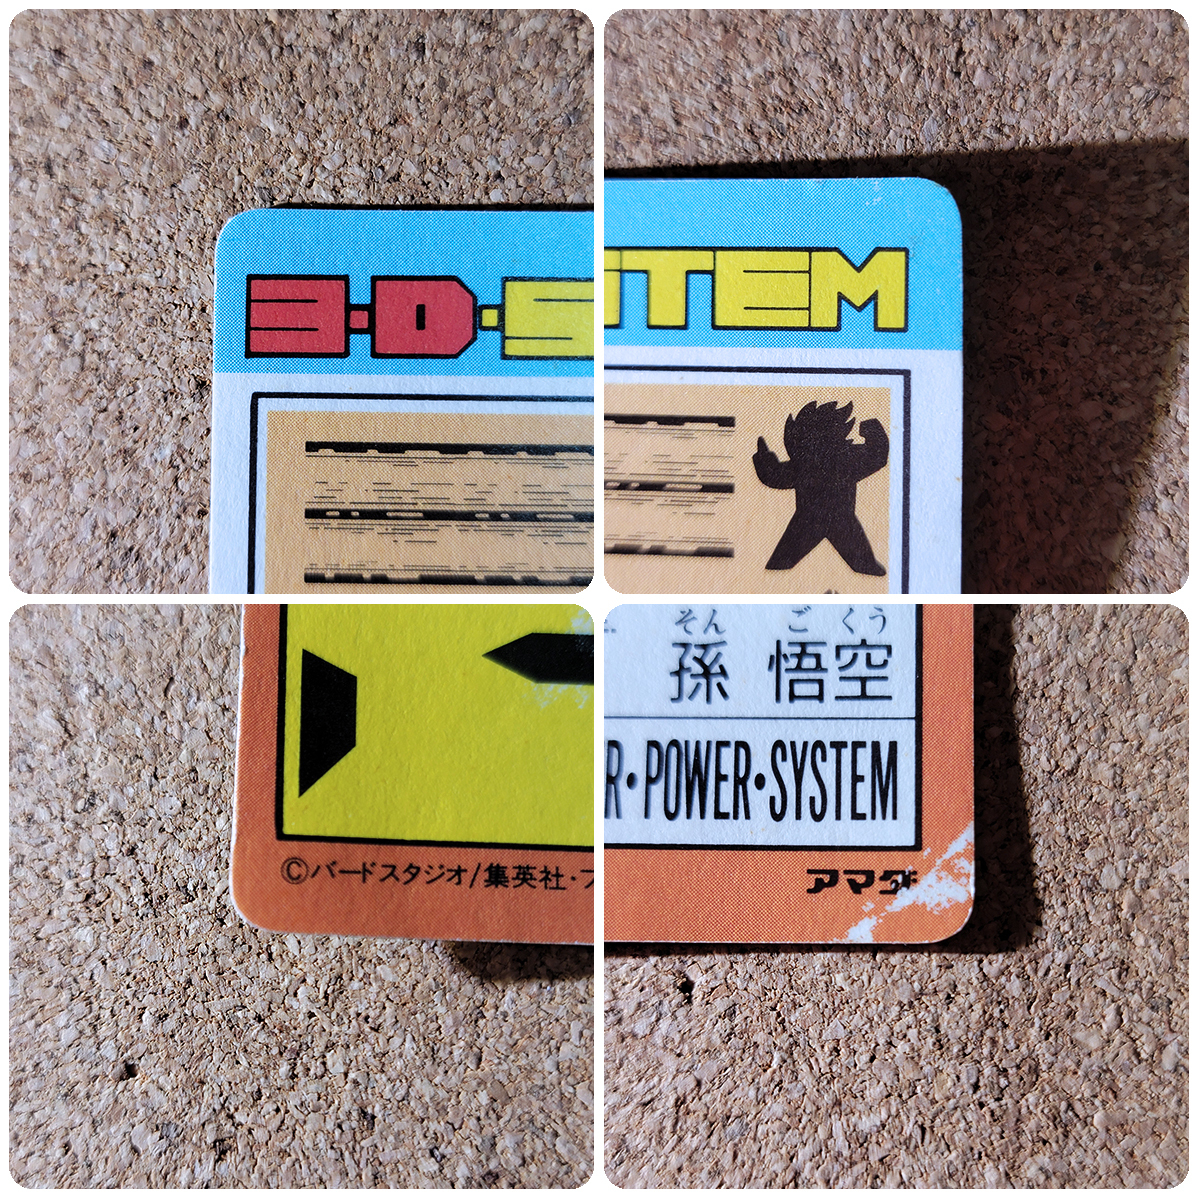 3·D·S
STEM
©バードスタジオ/集英社・フ
そん ご くう
孫 悟空
R・POWER・SYSTEM
アマダ